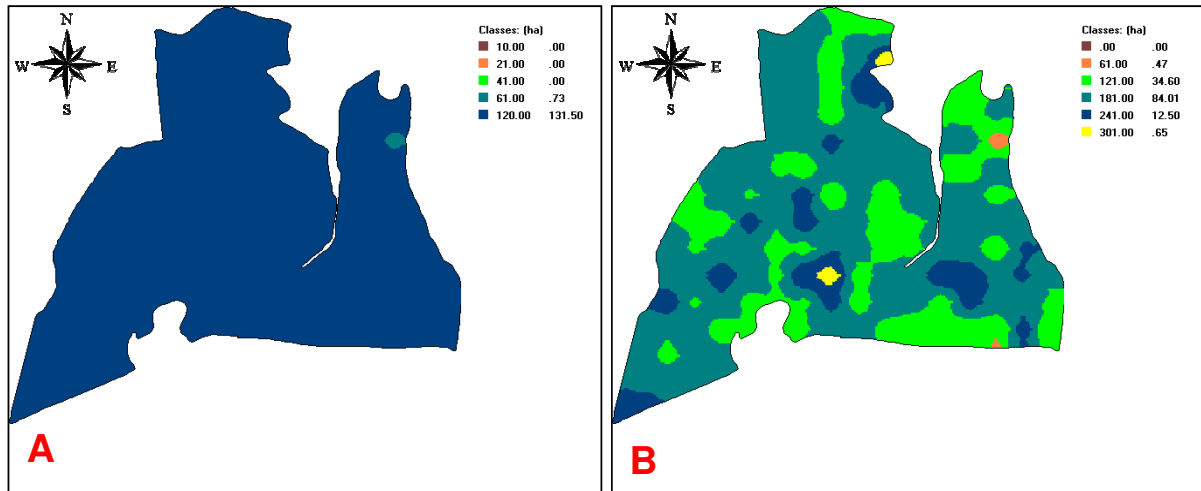 N
W E
S
Classes: (ha)
10.00 .00
21.00 .00
41.00 .00
61.00 .73
120.00 131.50
A
N
W E
S
Classes: (ha)
.00 .00
61.00 .47
121.00 34.60
181.00 84.01
241.00 12.50
301.00 .65
B